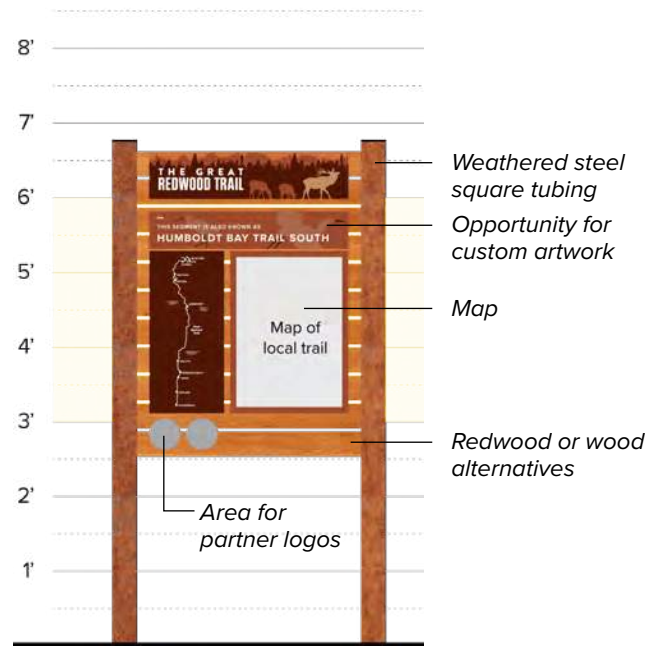 8’
7’
THE GREAT
REDWOOD TRAIL
Weathered steel
square tubing
6’
THIS SEGMENT IS ALSO KNOWN AS
HUMBOLDT BAY TRAIL SOUTH
Opportunity for
custom artwork
5’
Map
Map of
local trail
4’
3’
Redwood or wood
alternatives
2’
Area for
partner logos
1’